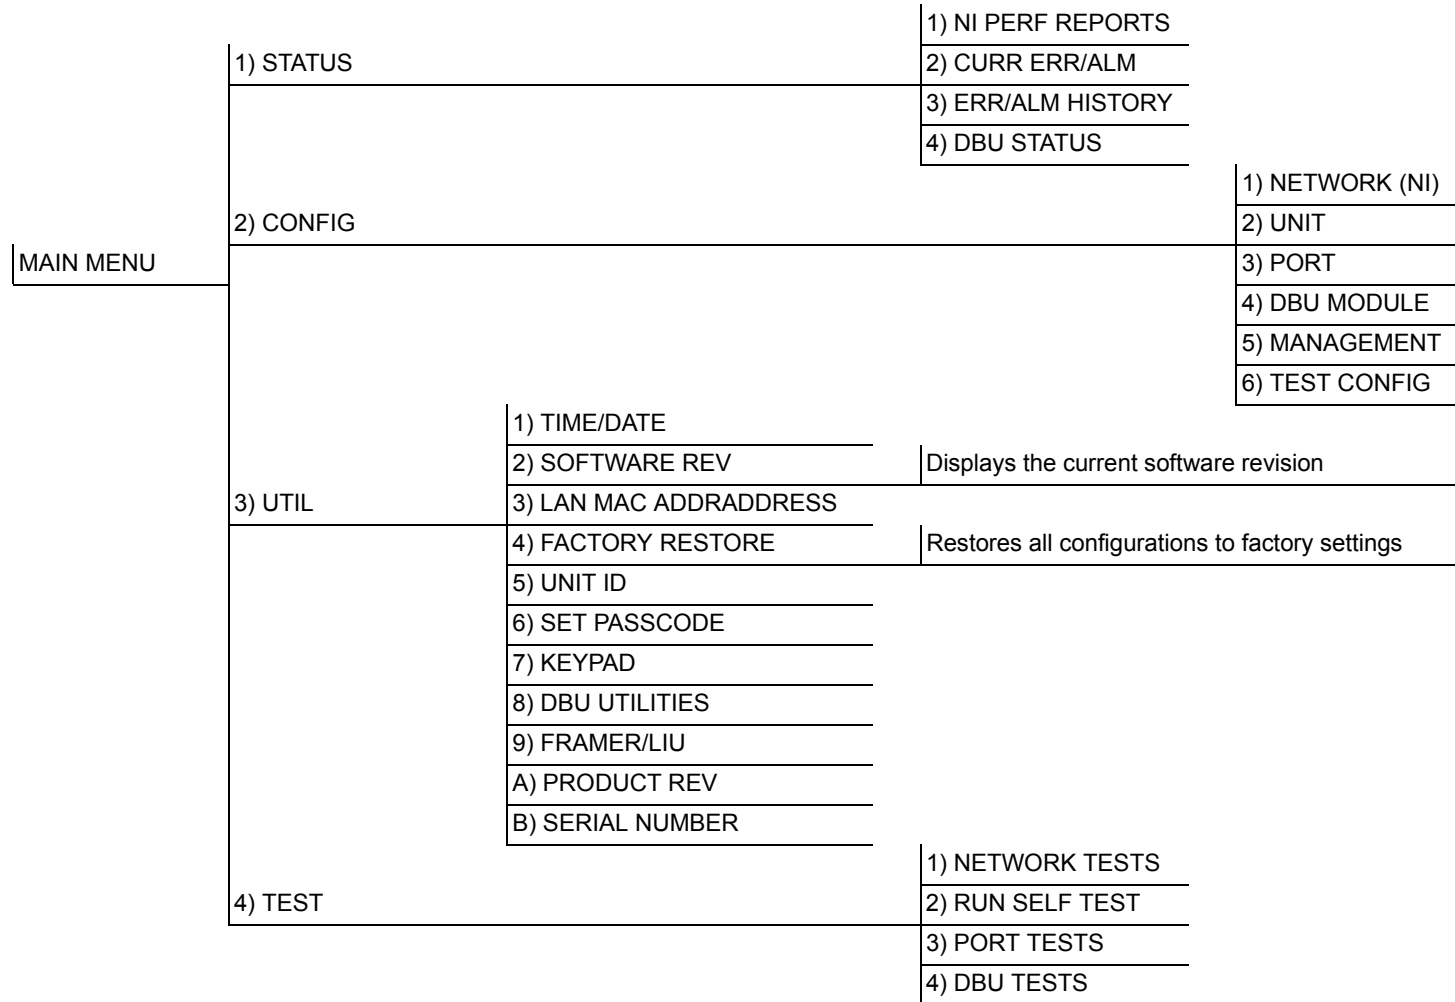 1) NI PERF REPORTS
1) STATUS
2) CURR ERR/ALM
3) ERR/ALM HISTORY
4) DBU STATUS
1) NETWORK (NI)
2) CONFIG
2) UNIT
MAIN MENU
3) PORT
4) DBU MODULE
5) MANAGEMENT
6) TEST CONFIG
1) TIME/DATE
2) SOFTWARE REV
Displays the current software revision
3) UTIL
3) LAN MAC ADDRADDRESS
4) FACTORY RESTORE
Restores all configurations to factory settings
5) UNIT ID
6) SET PASSCODE
7) KEYPAD
8) DBU UTILITIES
9) FRAMER/LIU
A) PRODUCT REV
B) SERIAL NUMBER
1) NETWORK TESTS
4) TEST
2) RUN SELF TEST
3) PORT TESTS
4) DBU TESTS